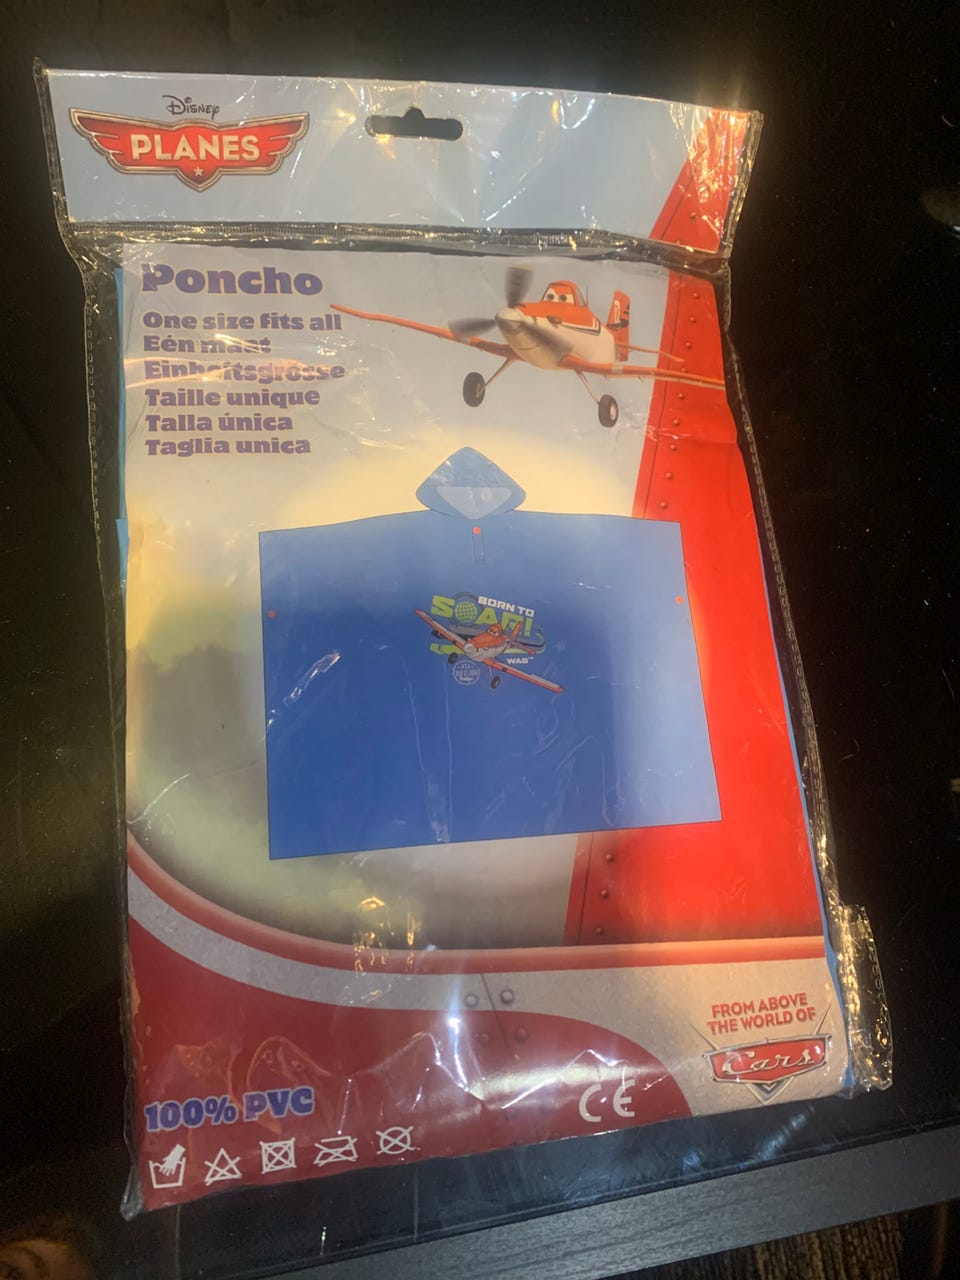 Disney
PLANES
Poncho
One size fits all
Eén maat
Einheitsgrösse
Taille unique
Talla única
Taglia unica
BORN TO
SOAR!
WAG™
FROM ABOVE
THE WORLD OF
Cars
100% PVC
CE